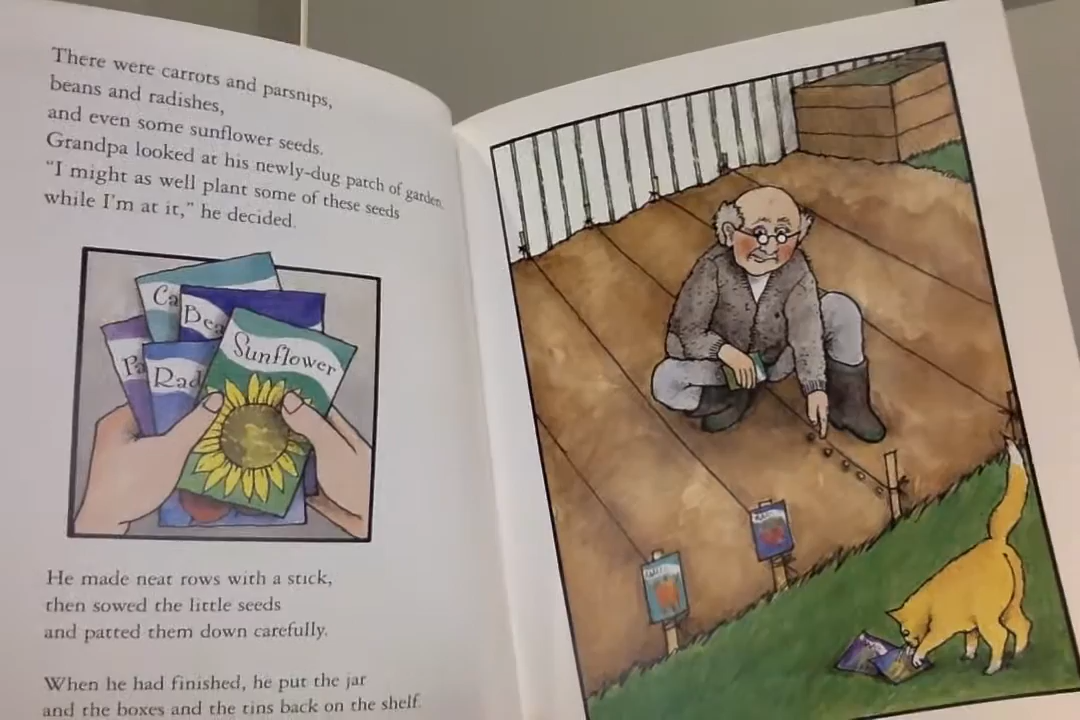 There were carrots and parsnips,
beans and radishes,
and even some sunflower seeds.
Grandpa looked at his newly-dug patch of garden.
"I might as well plant some of these seeds
while I'm at it," he decided.
Ca
Bea
Pa
Rad
Sunflower
He made neat rows with a stick,
then sowed the little seeds
and patted them down carefully.
When he had finished, he put the jar
and the boxes and the tins back on the shelf.